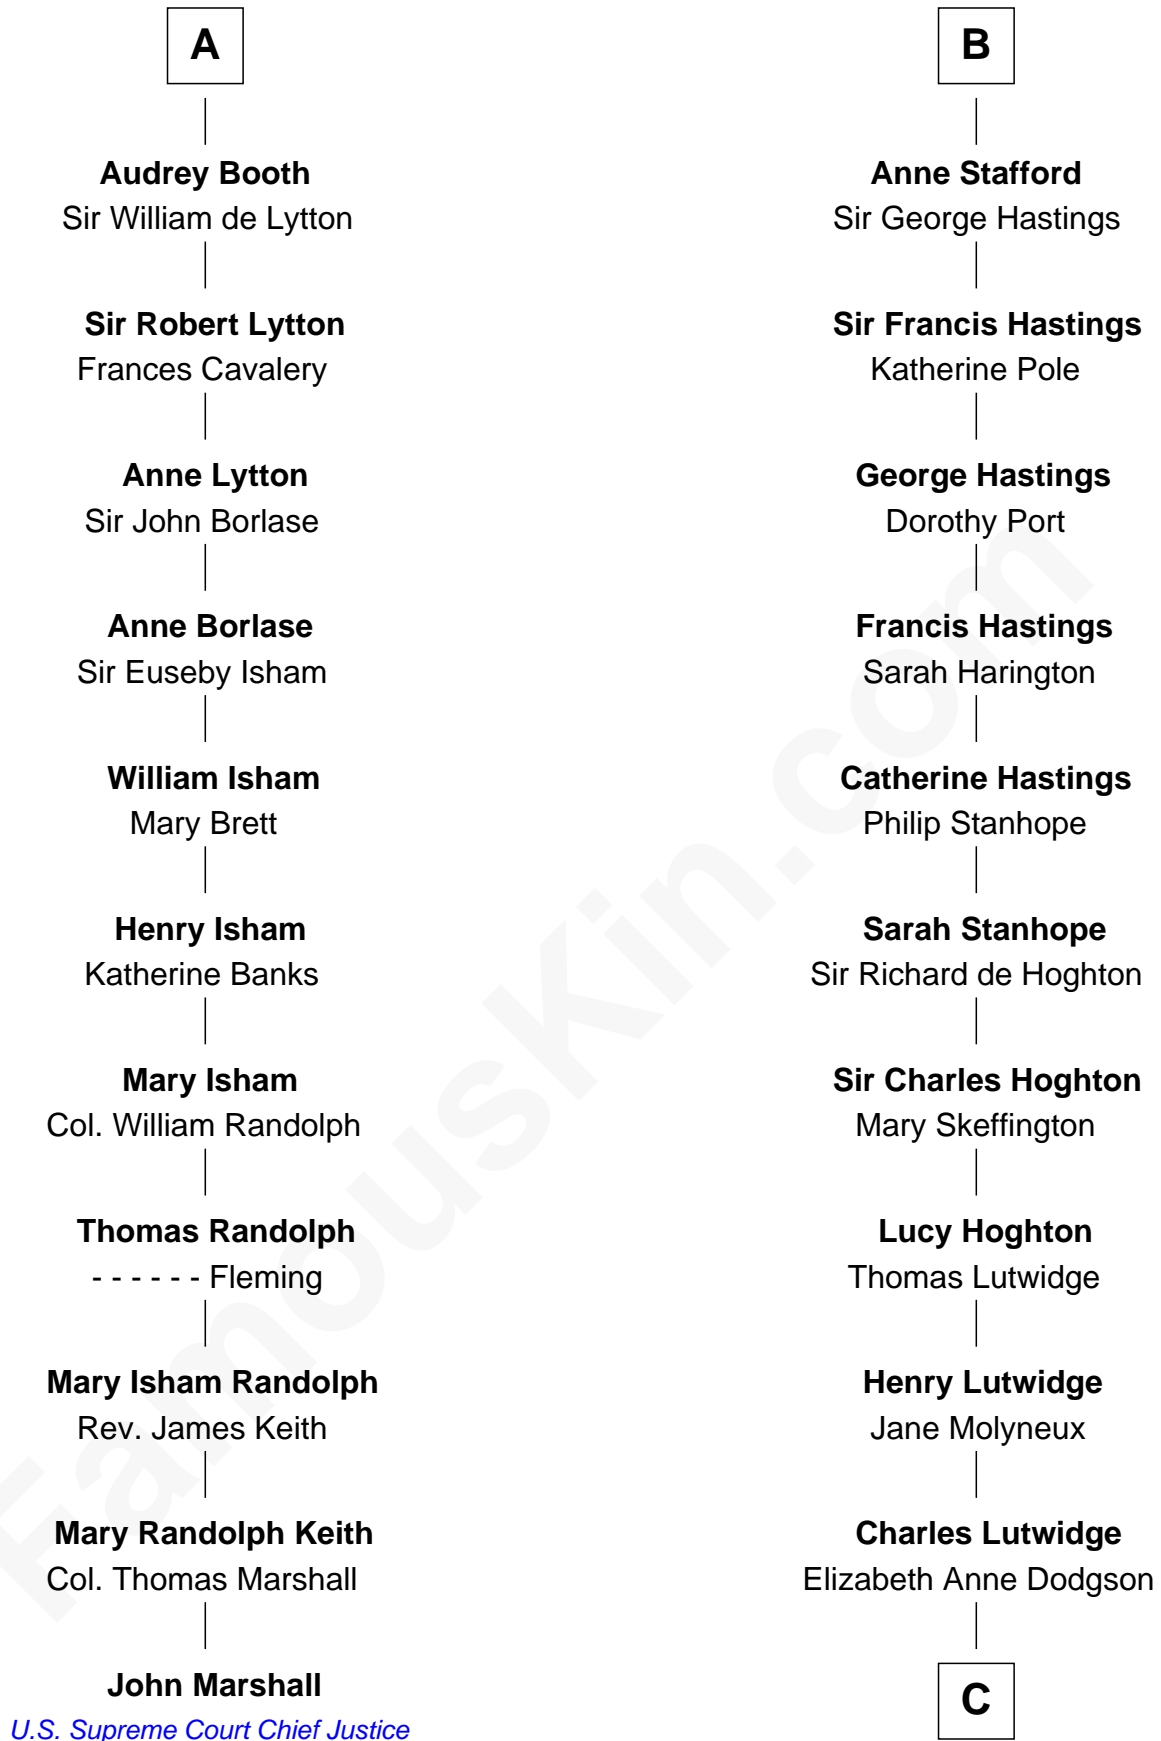 A
Audrey Booth
Sir William de Lytton
Sir Robert Lytton
Frances Cavalery
Anne Lytton
Sir John Borlase
Anne Borlase
Sir Euseby Isham
William Isham
Mary Brett
Henry Isham
Katherine Banks
Mary Isham
Col. William Randolph
Thomas Randolph
- - - - - - Fleming
Mary Isham Randolph
Rev. James Keith
Mary Randolph Keith
Col. Thomas Marshall
John Marshall
U.S. Supreme Court Chief Justice
B
Anne Stafford
Sir George Hastings
Sir Francis Hastings
Katherine Pole
George Hastings
Dorothy Port
Francis Hastings
Sarah Harington
Catherine Hastings
Philip Stanhope
Sarah Stanhope
Sir Richard de Hoghton
Sir Charles Hoghton
Mary Skeffington
Lucy Hoghton
Thomas Lutwidge
Henry Lutwidge
Jane Molyneux
Charles Lutwidge
Elizabeth Anne Dodgson
C
FamousKin.com